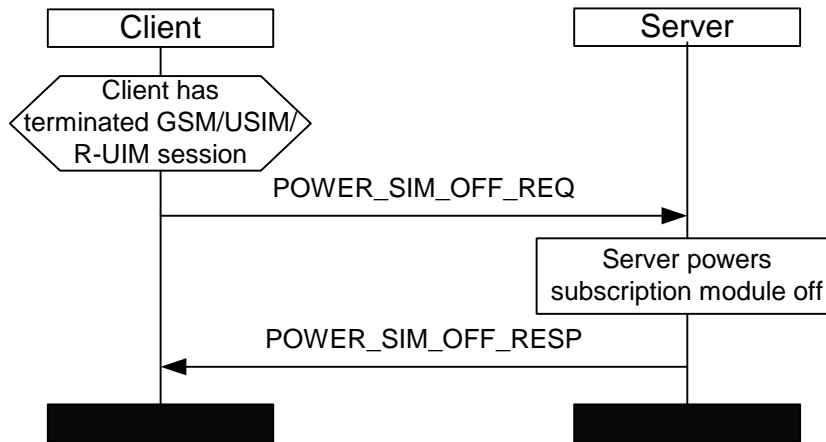 Client
Server
Client has
terminated GSM/USIM/
R-UIM session
POWER_SIM_OFF_REQ
Server powers
subscription module off
POWER_SIM_OFF_RESP